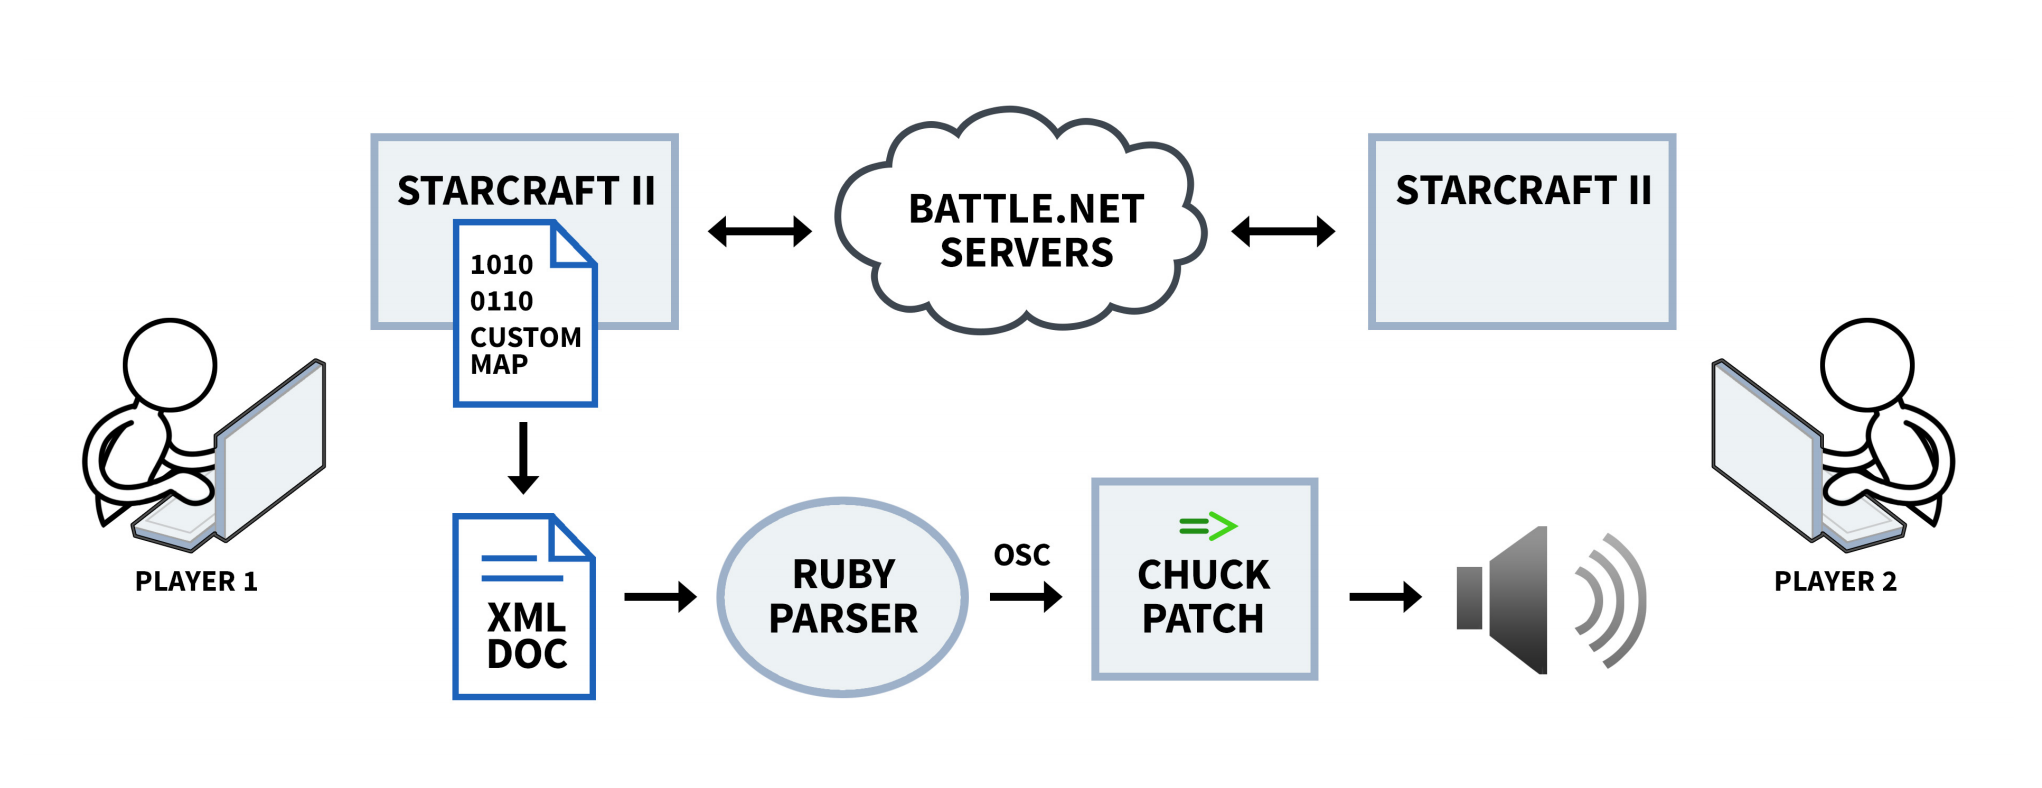 STARCRAFT II
1010
0110
CUSTOM
MAP
BATTLE.NET
SERVERS
STARCRAFT II
PLAYER 1
XML
DOC
RUBY
PARSER
OSC
=>
CHUCK
PATCH
PLAYER 2